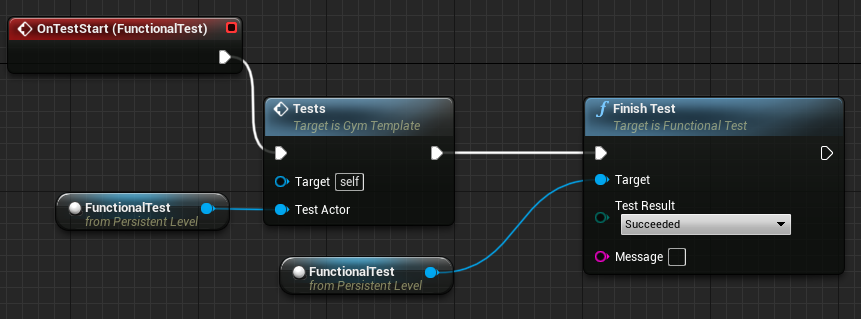 OnTestStart (FunctionalTest)
Tests
Target is Gym Template
Target self
Test Actor
FunctionalTest
from Persistent Level
FunctionalTest
from Persistent Level
Finish Test
Target is Functional Test
Target
Test Result
Succeeded
Message